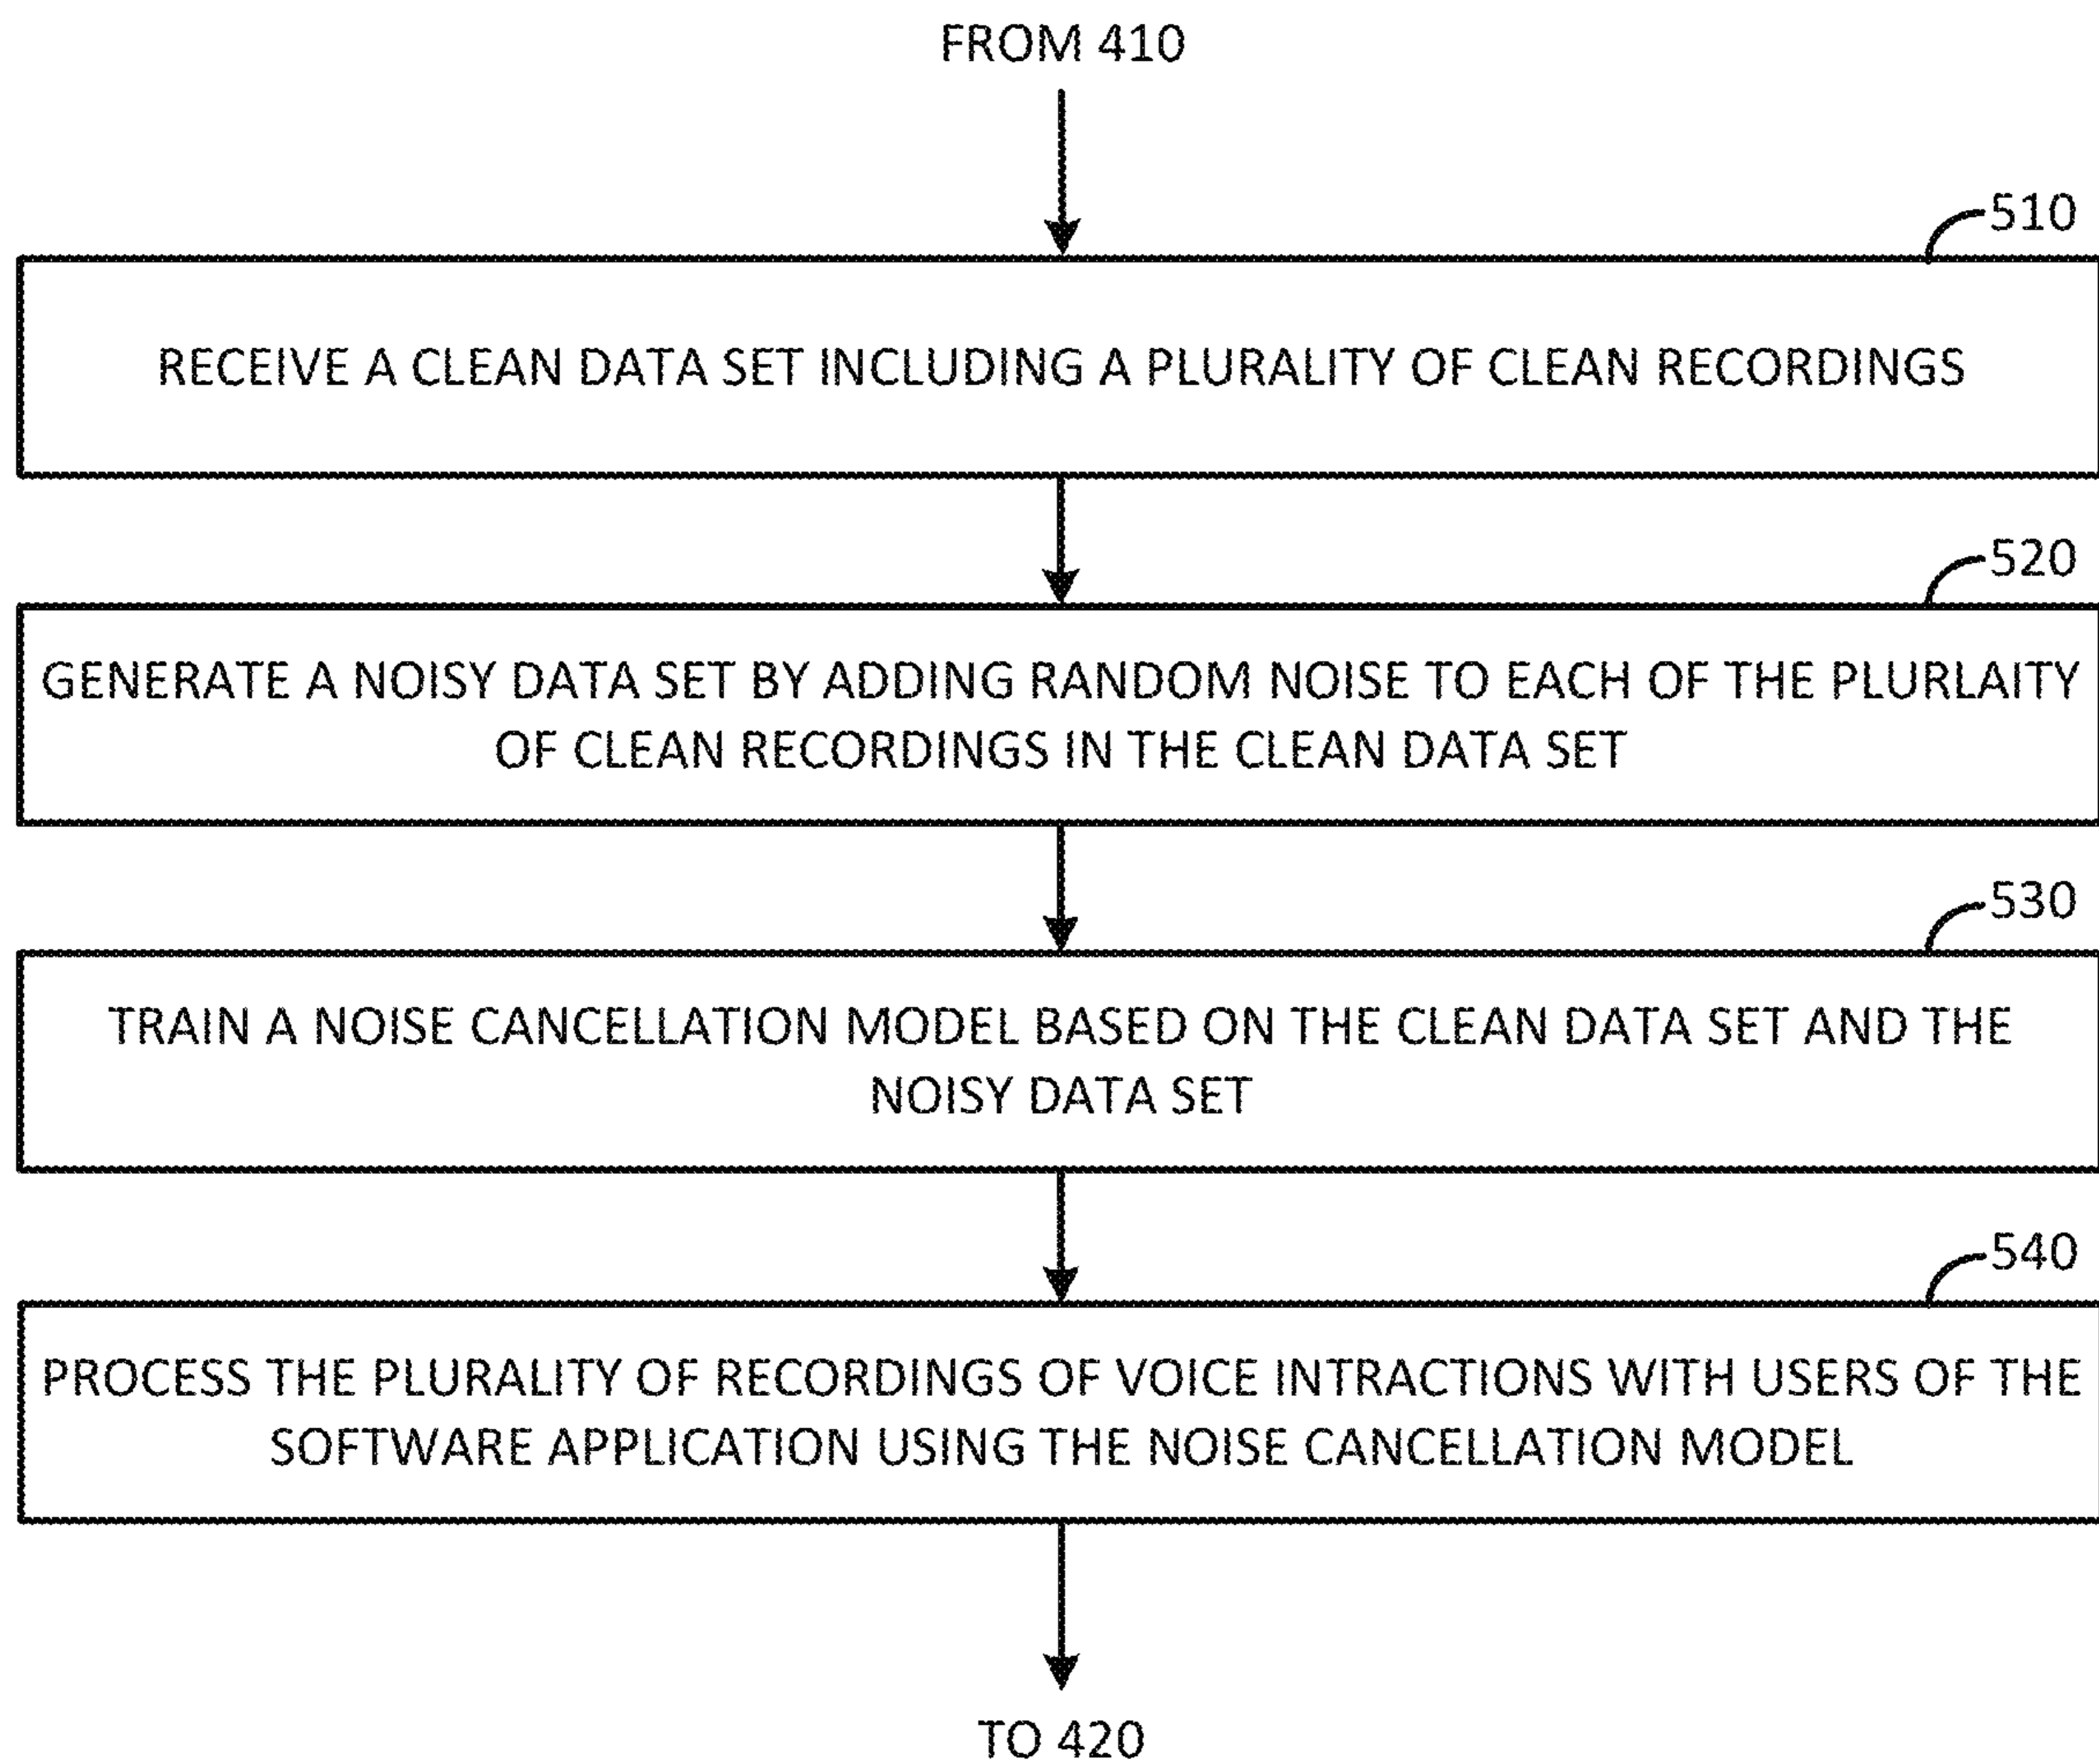 FROM 410
510
RECEIVE A CLEAN DATA SET INCLUDING A PLURALITY OF CLEAN RECORDINGS
520
GENERATE A NOISY DATA SET BY ADDING RANDOM NOISE TO EACH OF THE PLURLAITY
OF CLEAN RECORDINGS IN THE CLEAN DATA SET
530
TRAIN A NOISE CANCELLATION MODEL BASED ON THE CLEAN DATA SET AND THE
NOISY DATA SET
540
PROCESS THE PLURALITY OF RECORDINGS OF VOICE INTRACTIONS WITH USERS OF THE
SOFTWARE APPLICATION USING THE NOISE CANCELLATION MODEL
TO 420